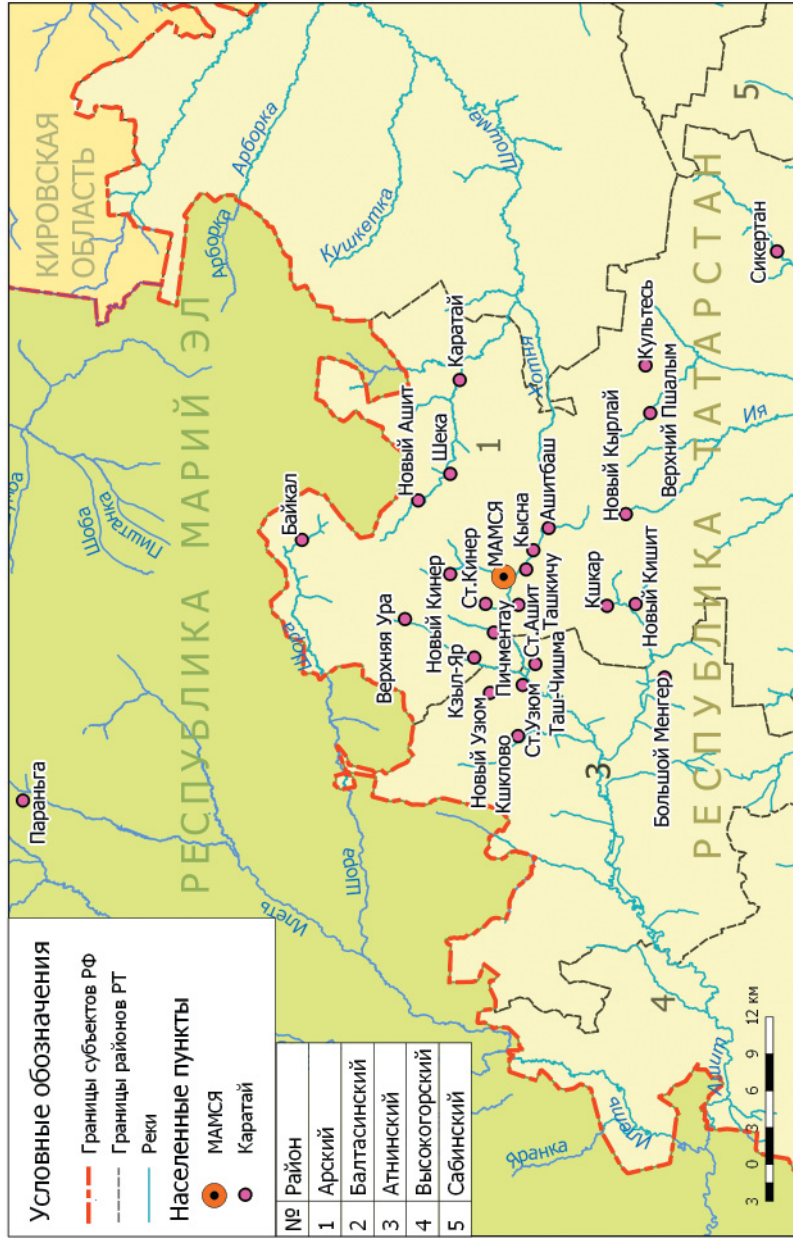 Условные обозначения
Границы субъектов РФ
Границы районов РТ
Реки
Населенные пункты
МАМСЯ
Каратай
№ Район
1 Арский
2 Балтасинский
3 Атнинский
4 Высокогорский
5 Сабинский
КИРОВСКАЯ
ОБЛАСТЬ
РЕСПУБЛИКА МАРИЙ ЭЛ
РЕСПУБЛИКА ТАТАРСТАН
Параньга
Илеть
Шора
Шора
Шоба
Пиштанка
Арборка
Арборка
Кушкетка
Шошма
Байкал
Верхняя Ура
Новый Ашит
Шека
Каратай
1
Новый Кинер
Ст.Кинер
МАМСЯ
Кысна
Ашитбаш
Хотня
Кзыл-Яр
Пичментау
Ст.Ашит
Ташкичу
Новый Узюм
Кшклово
Ст.Узюм
Таш-Чишма
Кшкар
Новый Кишит
Большой Менгер
Новый Кырлай
Верхний Пшалым
Культесь
Ия
Сикертан
3
4
5
Яранка
Илеть
Ашит
3 0 3 6 9 12 км